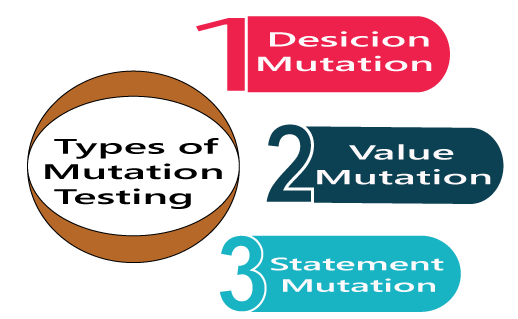 Types of
Mutation
Testing
1
Desicion
Mutation
2
Value
Mutation
3
Statement
Mutation